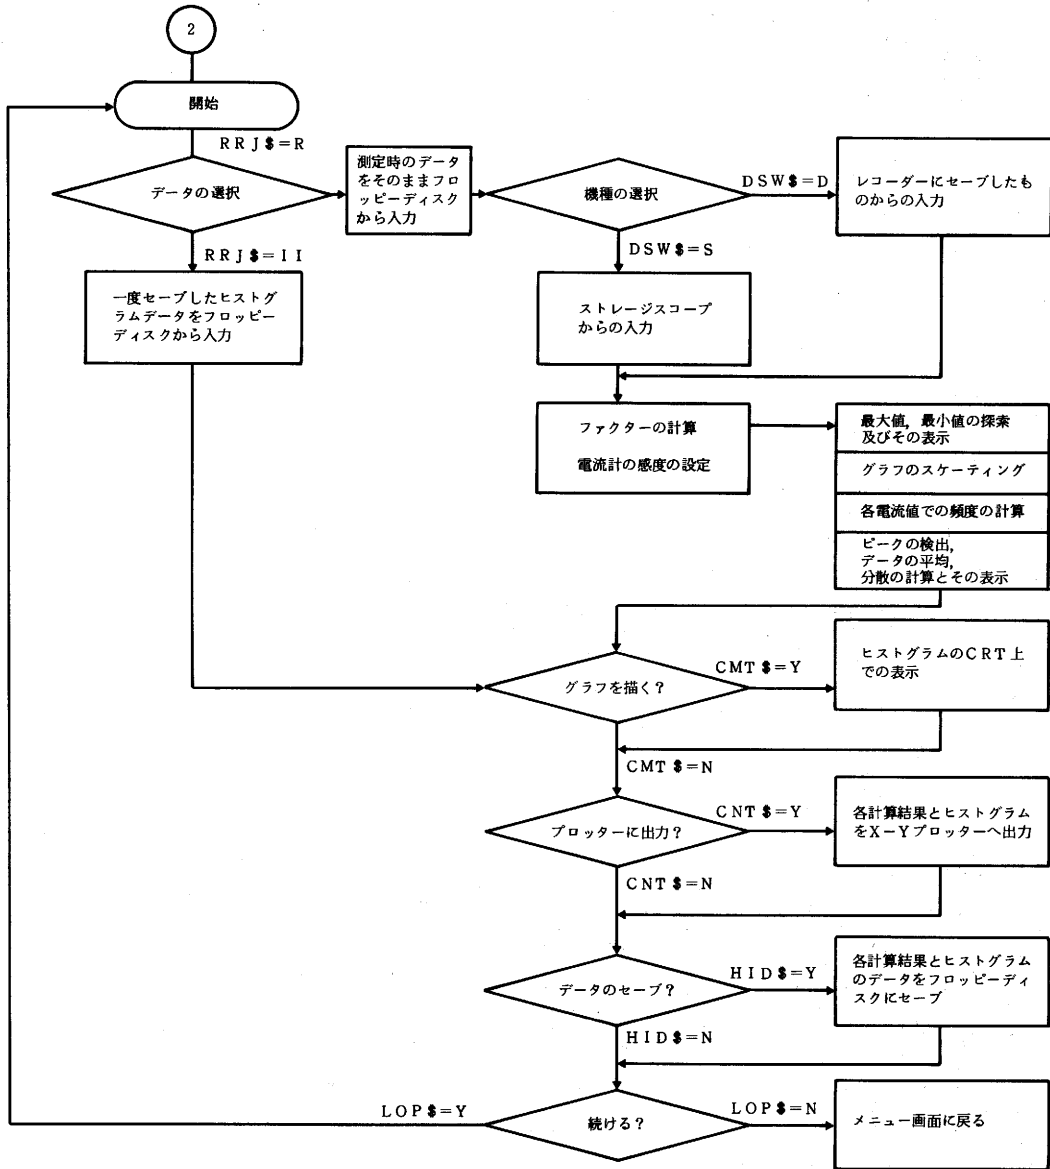 2
開始
RRJ$=R
データの選択
測定時のデータ
をそのままフロ
ッピーディスク
から入力
機種の選択
DSW$=D
レコーダーにセーブしたも
のからの入力
RRJ$=II
DSW$=S
一度セーブしたヒストグ
ラムデータをフロッピー
ディスクから入力
ストレージスコープ
からの入力
ファクターの計算
電流計の感度の設定
最大値,最小値の探索
及びその表示
グラフのスケーティング
各電流値での頻度の計算
ピークの検出,
データの平均,
分散の計算とその表示
グラフを描く?
CMT$=Y
ヒストグラムのCRT上
での表示
CMT$=N
プロッターに出力?
CNT$=Y
各計算結果とヒストグラム
をX-Yプロッターへ出力
CNT$=N
データのセーブ?
HID$=Y
各計算結果とヒストグラム
のデータをフロッピーディ
スクにセーブ
HID$=N
LOP$=Y
続ける?
LOP$=N
メニュー画面に戻る